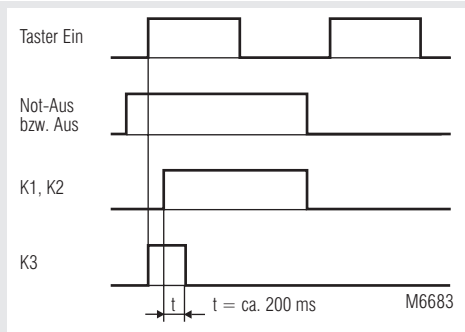 Taster Ein
Not-Aus
bzw. Aus
K1, K2
K3
t
t = ca. 200 ms
M6683